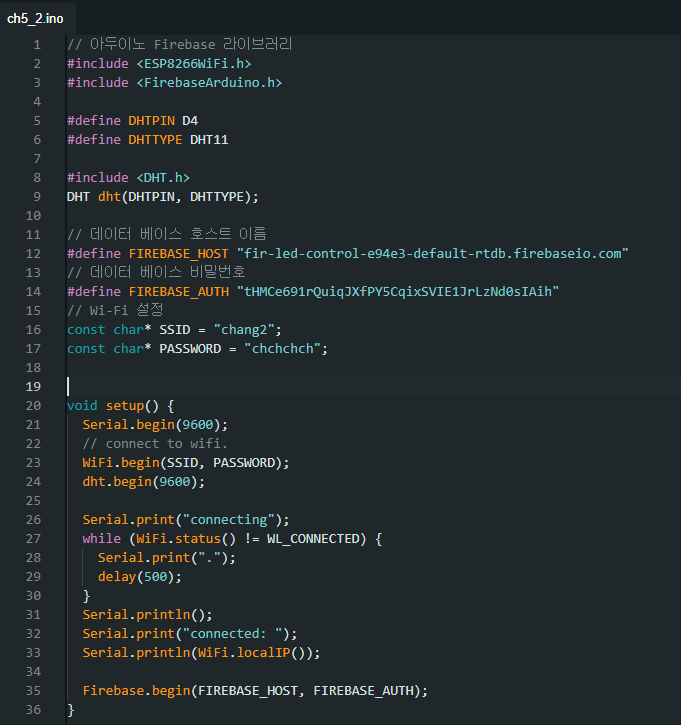 ch5_2.ino
1 // 아두이노 Firebase 라이브러리
2 #include <ESP8266WiFi.h>
3 #include <FirebaseArduino.h>
4
5 #define DHTPIN D4
6 #define DHTTYPE DHT11
7
8 #include <DHT.h>
9 DHT dht(DHTPIN, DHTTYPE);
10
11 // 데이터 베이스 호스트 이름
12 #define FIREBASE_HOST "fir-led-control-e94e3-default-rtdb.firebaseio.com"
13 // 데이터 베이스 비밀번호
14 #define FIREBASE_AUTH "tHMCe691rQuiqJXfPY5CqixSVIE1JrLzNd0sIAih"
15 // Wi-Fi 설정
16 const char* SSID = "chang2";
17 const char* PASSWORD = "chchchch";
18
19
20 void setup() {
21   Serial.begin(9600);
22   // connect to wifi.
23   WiFi.begin(SSID, PASSWORD);
24   dht.begin(9600);
25
26   Serial.print("connecting");
27   while (WiFi.status() != WL_CONNECTED) {
28     Serial.print(".");
29     delay(500);
30   }
31   Serial.println();
32   Serial.print("connected: ");
33   Serial.println(WiFi.localIP());
34
35   Firebase.begin(FIREBASE_HOST, FIREBASE_AUTH);
36 }